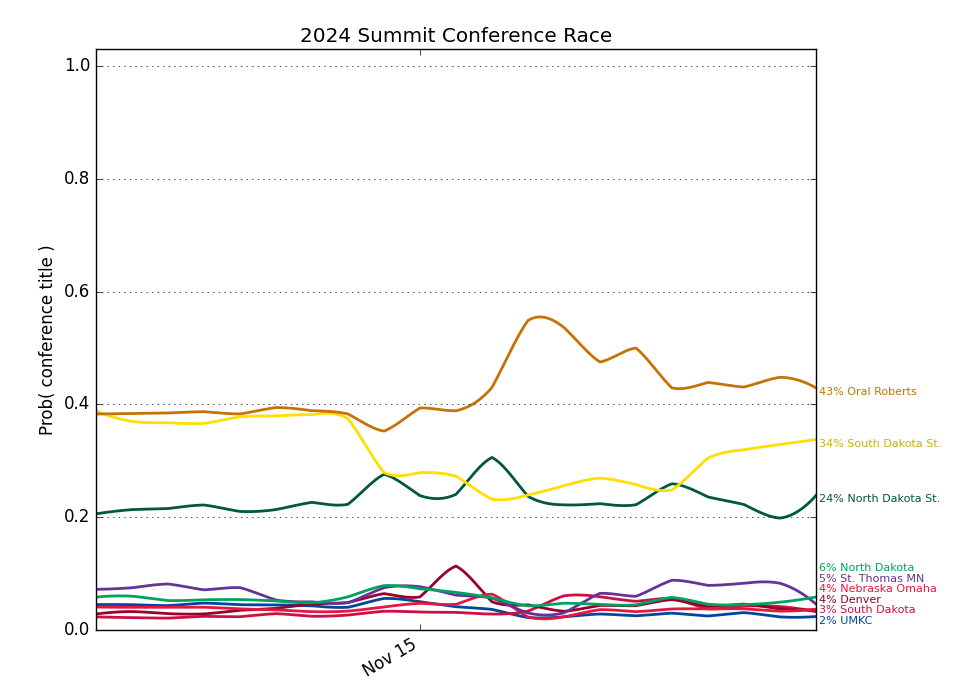 2024 Summit Conference Race
Prob( conference title )
1.0
0.8
0.6
0.4
0.2
0.0
Nov 15
43% Oral Roberts
34% South Dakota St.
24% North Dakota St.
6% North Dakota
5% St. Thomas MN
4% Nebraska Omaha
4% Denver
3% South Dakota
2% UMKC